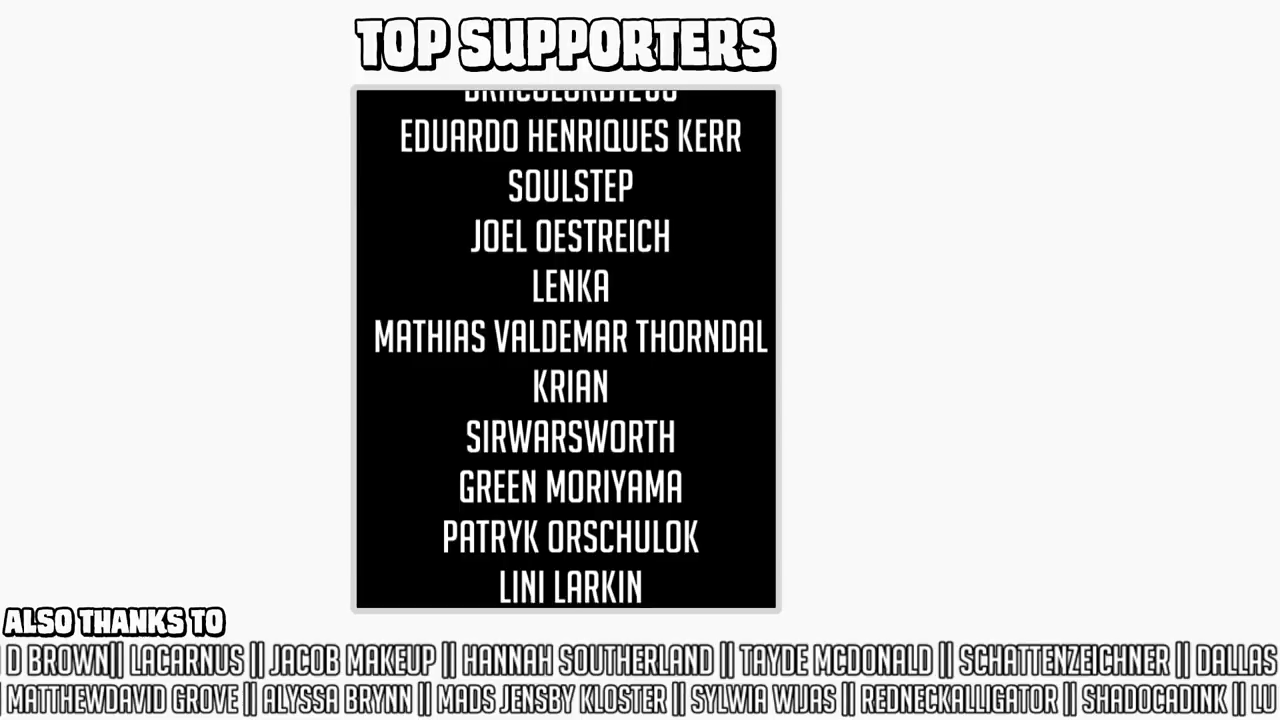 TOP SUPPORTERS
EDUARDO HENRIQUES KERR
SOULSTEP
JOEL OESTREICH
LENKA
MATHIAS VALDEMAR THORNDAL
KRIAN
SIRWARSWORTH
GREEN MORIYAMA
PATRYK ORSCHULOK
LINI LARKIN
ALSO THANKS TO
D BROWN|| LACARNUS || JACOB MAKEUP || HANNAH SOUTHERLAND || TAYDE MCDONALD || SCHATTENZEICHNER || DALLAS
MATTHEWDAVID GROVE || ALYSSA BRYNN || MADS JENSBY KLOSTER || SYLWIA WIJAS || REDNECKALLIGATOR || SHADOCADINK || LU